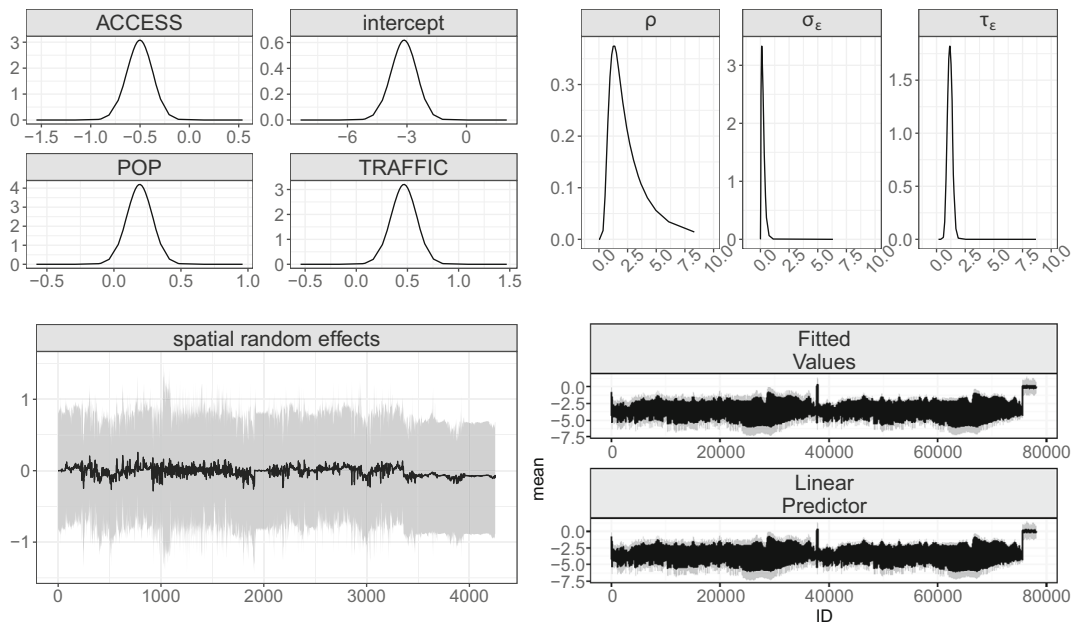 ACCESS
intercept
3
2
1
0
−1.5 −1.0 −0.5 0.0 0.5
0.6
0.4
0.2
0.0
−6 −3 0
POP
TRAFFIC
4
3
2
1
0
−0.5 0.0 0.5 1.0
3
2
1
0
−0.5 0.0 0.5 1.0 1.5
ρ
σε
τε
0.3
0.2
0.1
0.0
0.0 2.5 5.0 7.5 10.0
3
2
1
0
0.0 2.5 5.0 7.5 10.0
1.5
1.0
0.5
0.0
0.0 2.5 5.0 7.5 10.0
spatial random effects
1
0
−1
0 1000 2000 3000 4000
mean
Fitted
Values
0.0
−2.5
−5.0
−7.5
0 20000 40000 60000 80000
Linear
Predictor
0.0
−2.5
−5.0
−7.5
0 20000 40000 60000 80000
ID